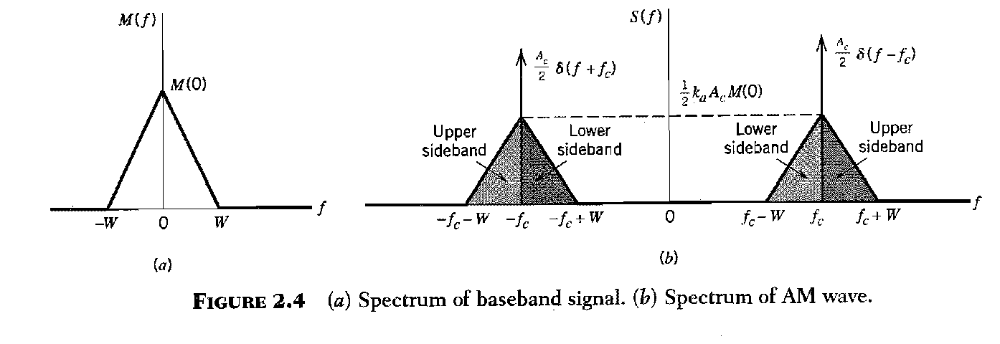 M(f)
M(0)
–W 0 W f
(a)
S(f)
A_c/2 δ(f + f_c)
A_c/2 δ(f – f_c)
1/2 k_a A_c M(0)
Upper
sideband
Lower
sideband
Lower
sideband
Upper
sideband
–f_c – W –f_c –f_c + W 0 f_c – W f_c f_c + W f
(b)
FIGURE 2.4 (a) Spectrum of baseband signal. (b) Spectrum of AM wave.